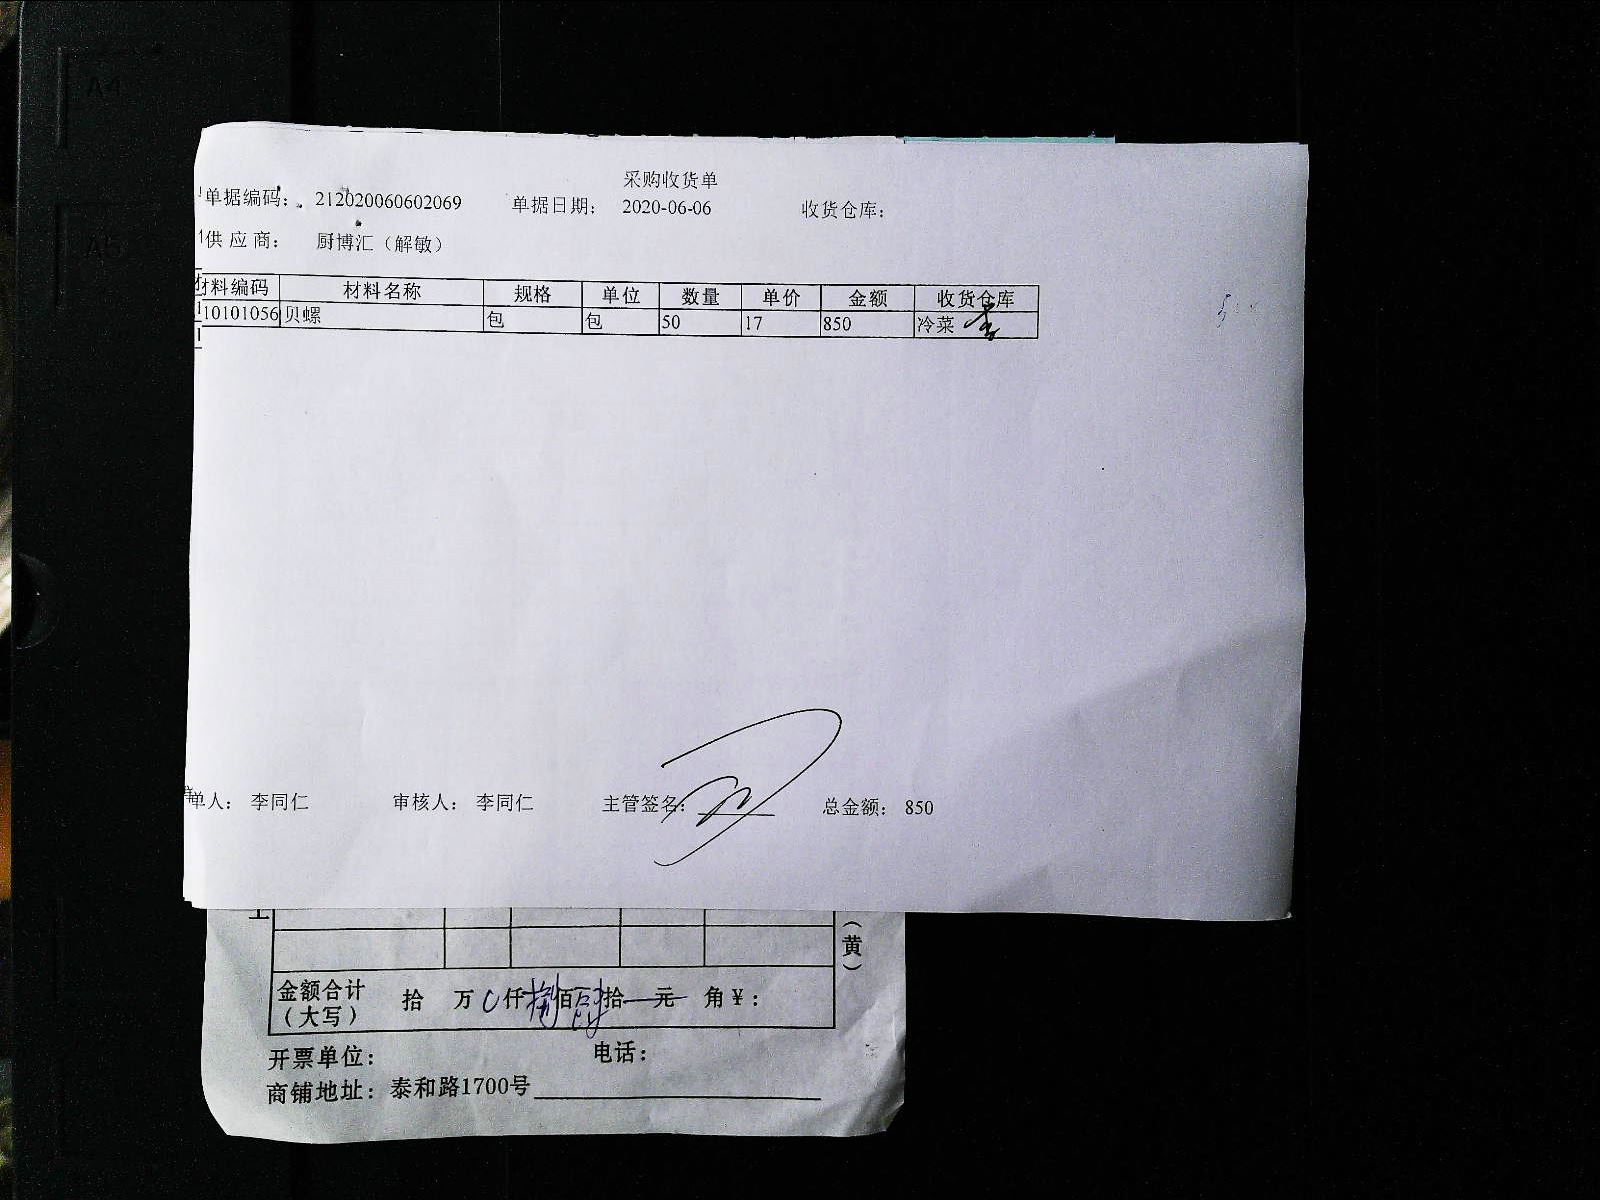 采购收货单
单据编码： 212020060602069 单据日期： 2020-06-06 收货仓库：
供应商： 厨博汇（解敏）
材料编码 材料名称 规格 单位 数量 单价 金额 收货仓库
10101056 贝螺 包 包 50 17 850 冷菜
单人： 李同仁 审核人： 李同仁 主管签名： 总金额： 850
（黄）
金额合计 拾 万 0仟捌佰 拾 元 角￥：
（大写）
开票单位： 电话：
商铺地址：泰和路1700号